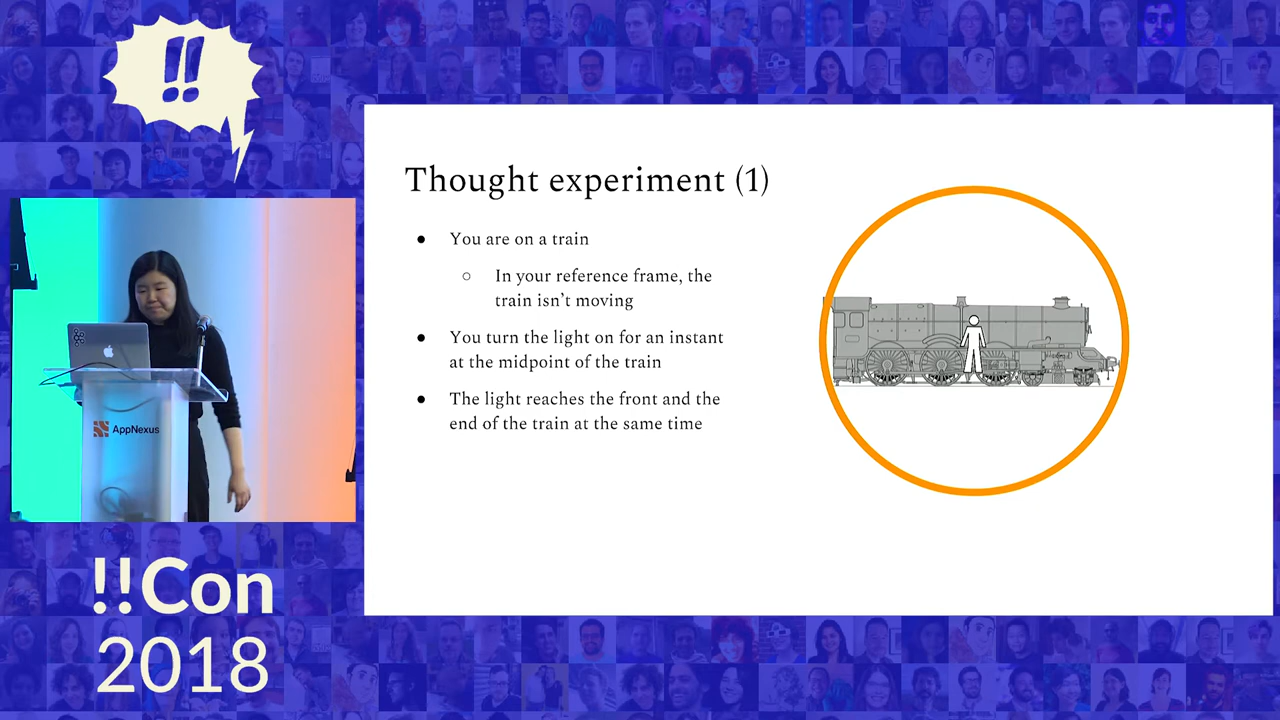 !!
Thought experiment (1)
● You are on a train
○ In your reference frame, the
train isn't moving
● You turn the light on for an instant
at the midpoint of the train
● The light reaches the front and the
end of the train at the same time
AppNexus
!!Con
2018